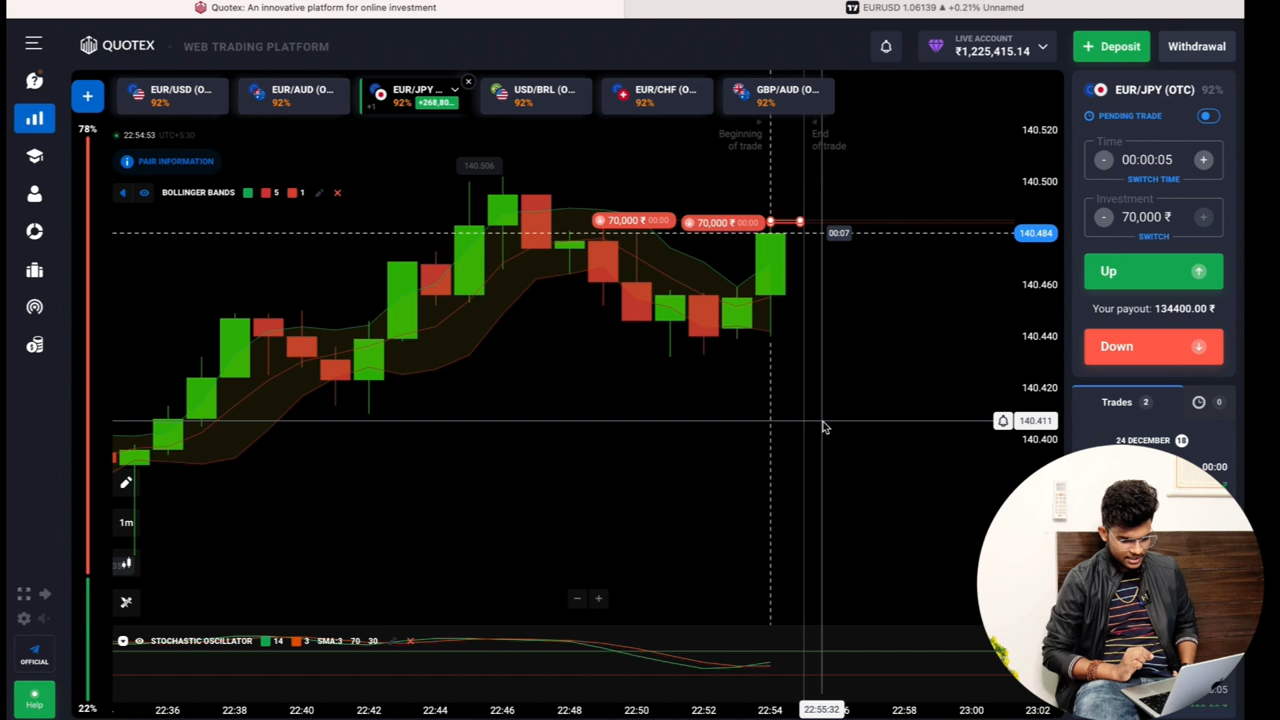 Quotex: An innovative platform for online investment
EURUSD 1.06139 ▲ +0.21% Unnamed
QUOTEX
WEB TRADING PLATFORM
LIVE ACCOUNT
₹1,225,415.14
+ Deposit
Withdrawal
EUR/USD (O...
92%
EUR/AUD (O...
92%
EUR/JPY ...
+1
92%
+268,80...
USD/BRL (O...
92%
EUR/CHF (O...
92%
GBP/AUD (O...
92%
EUR/JPY (OTC)
92%
PENDING TRADE
Time
- 00:00:05 +
SWITCH TIME
Investment
- 70,000 ₹ +
SWITCH
Up
Your payout: 134400.00 ₹
Down
Trades 2
0
24 DECEMBER 18
00:00
78%
22:54:53 UTC+5:30
PAIR INFORMATION
BOLLINGER BANDS 5 1
Beginning
of trade
End
of trade
140.506
70,000 ₹ 00:00
70,000 ₹ 00:00
00:07
140.520
140.500
140.484
140.460
140.440
140.420
140.411
140.400
1m
STOCHASTIC OSCILLATOR 14 3 SMA:3 70 30
OFFICIAL
Help
22%
22:36
22:38
22:40
22:42
22:44
22:46
22:48
22:50
22:52
22:54
22:55:32
22:58
23:00
23:02